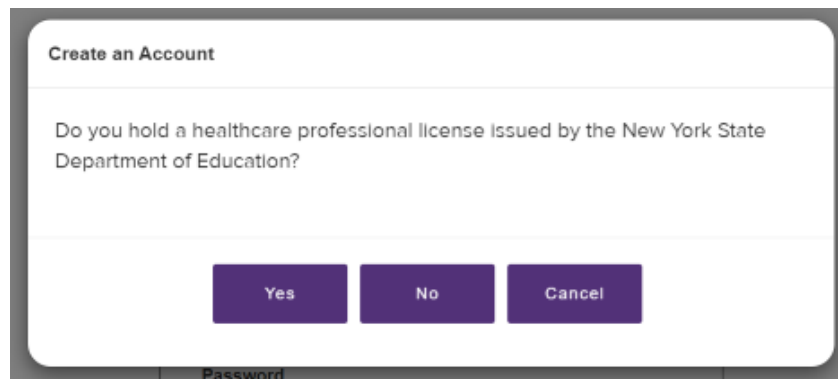 Create an Account
Do you hold a healthcare professional license issued by the New York State
Department of Education?
Yes
No
Cancel
Password